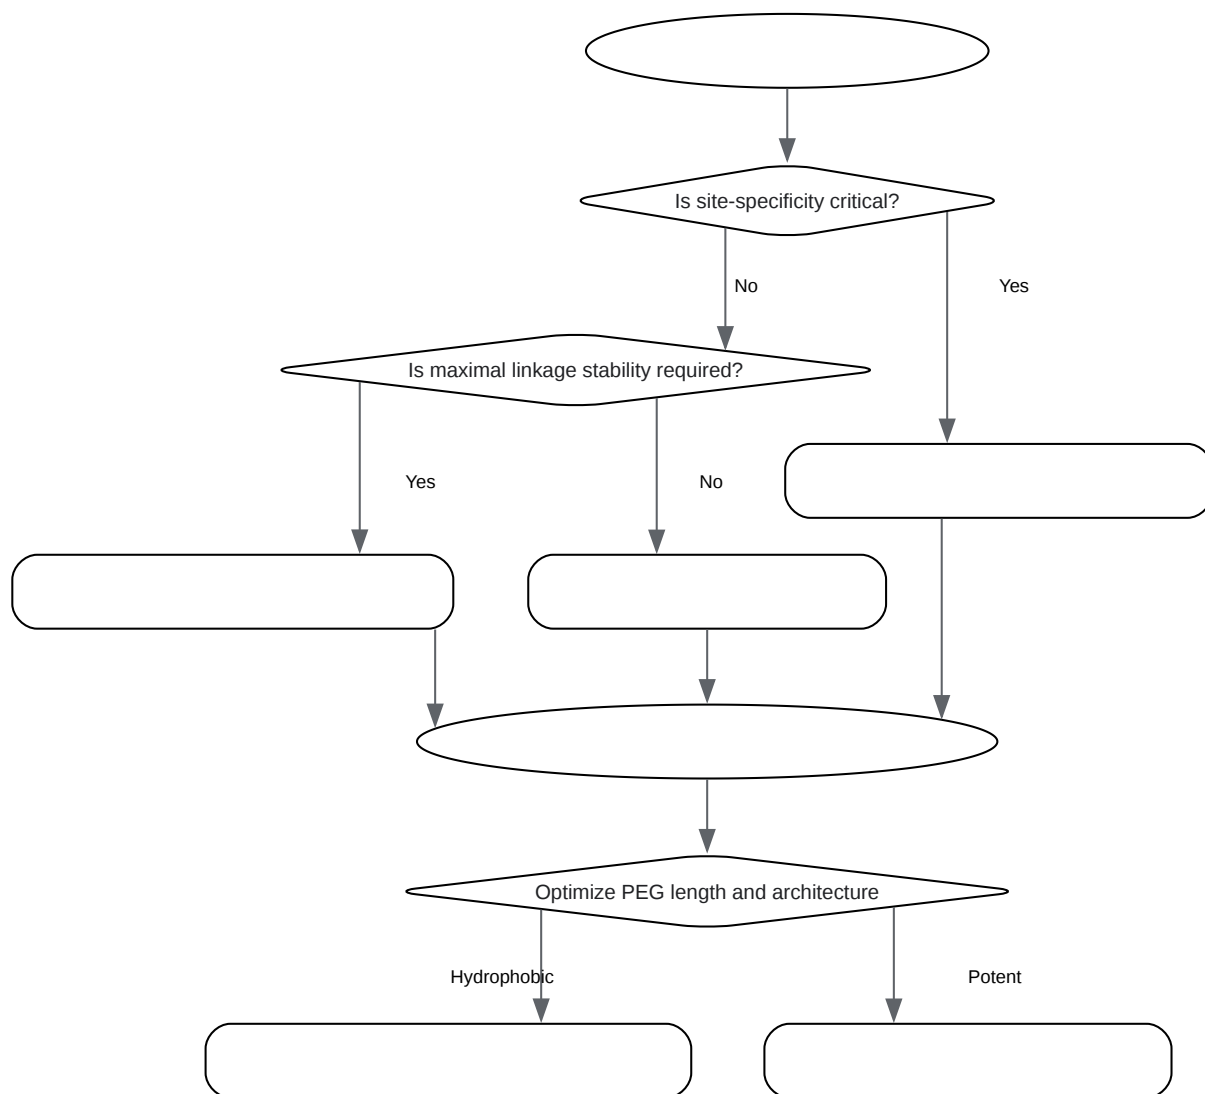 Is site-specificity critical?
No
Yes
Is maximal linkage stability required?
Yes
No
Optimize PEG length and architecture
Hydrophobic
Potent